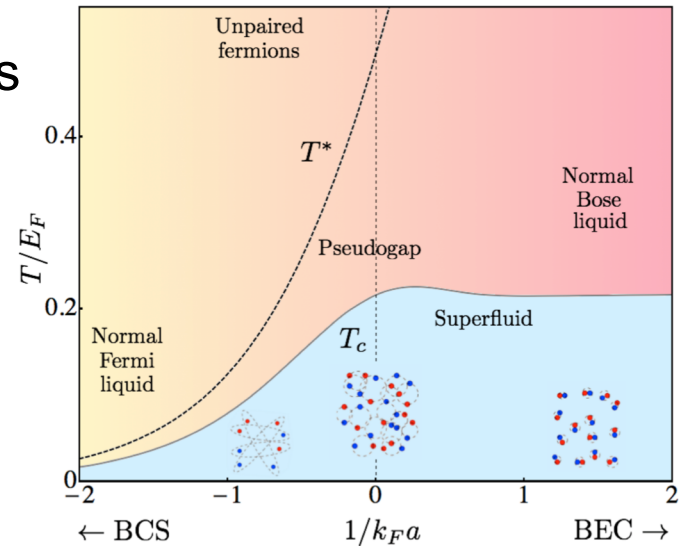 s
Unpaired
fermions
0.4
T*
Normal
Bose
liquid
T/E_F
Pseudogap
0.2
Superfluid
T_c
Normal
Fermi
liquid
0
−2
−1
0
1
2
← BCS
1/k_F a
BEC →